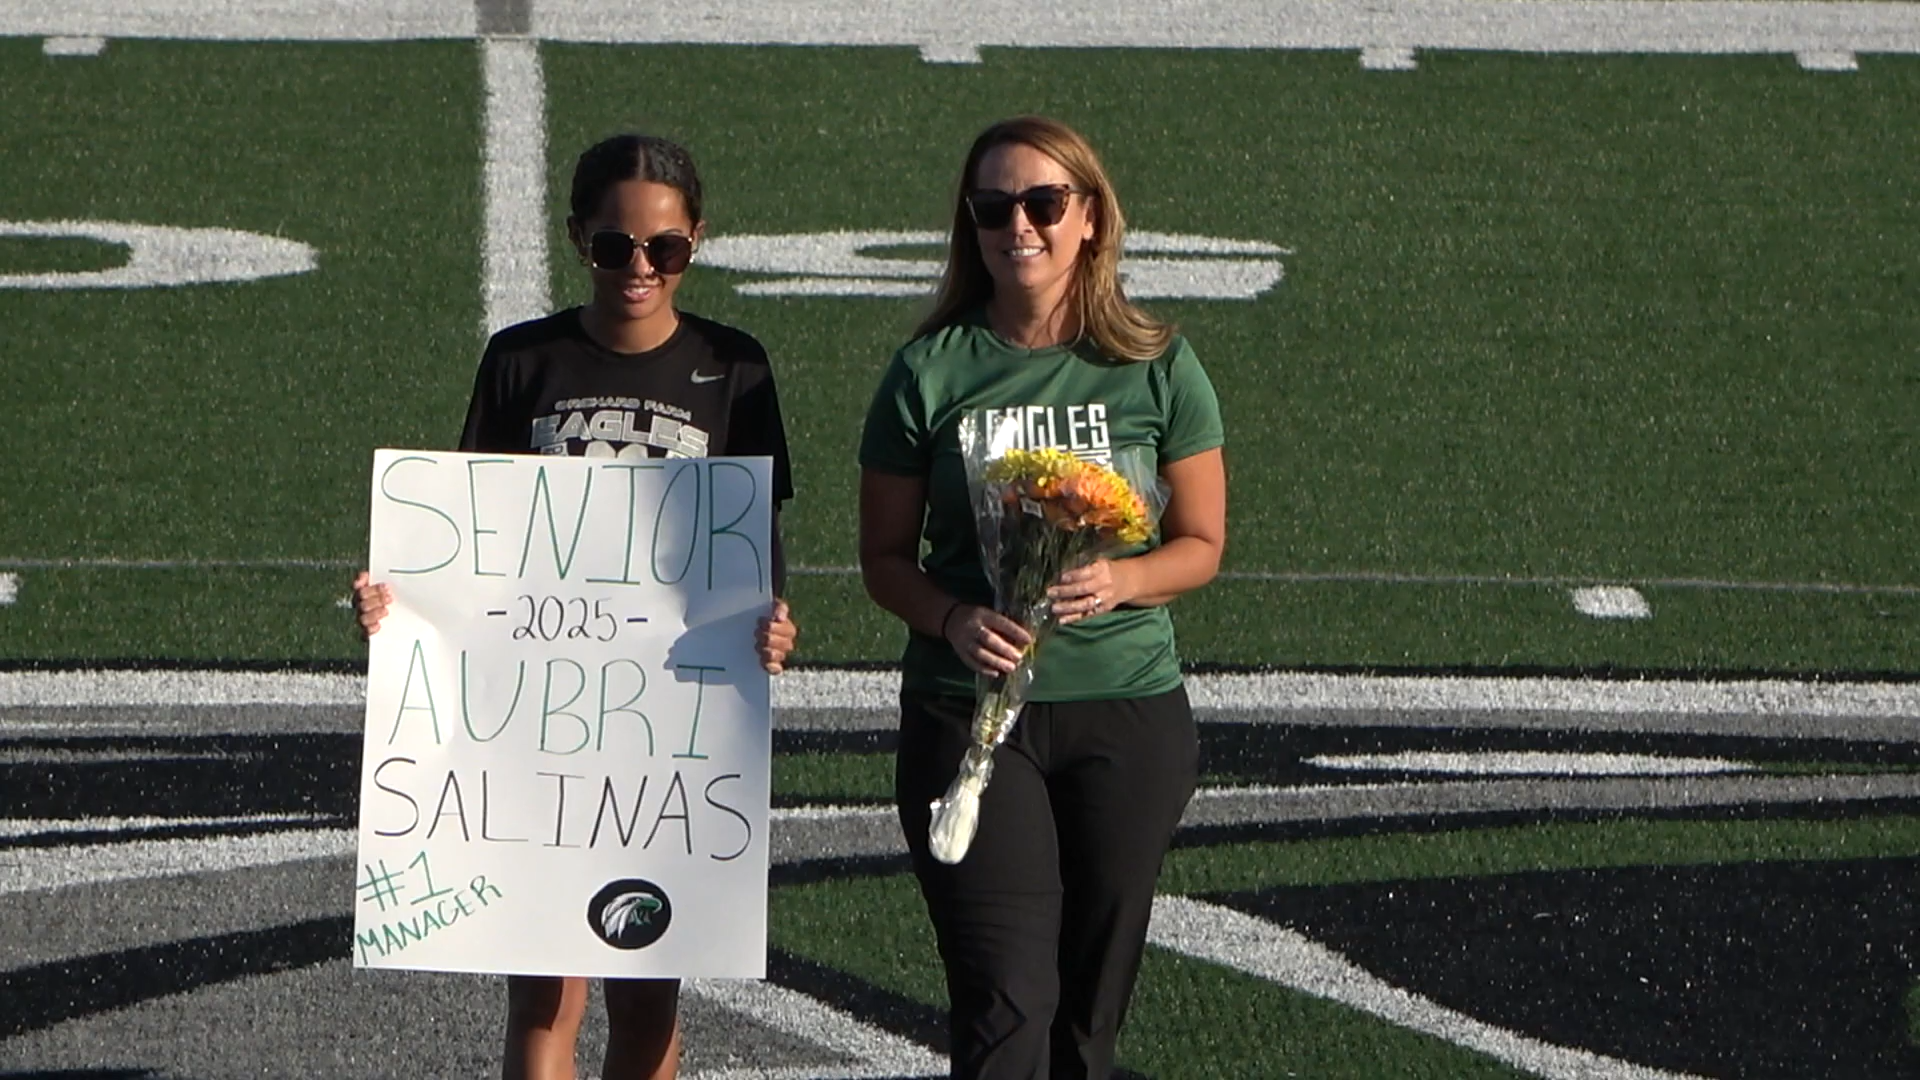 ORCHARD FARM
EAGLES
EAGLES
SENIOR
-2025-
AUBRI
SALINAS
#1
MANAGER